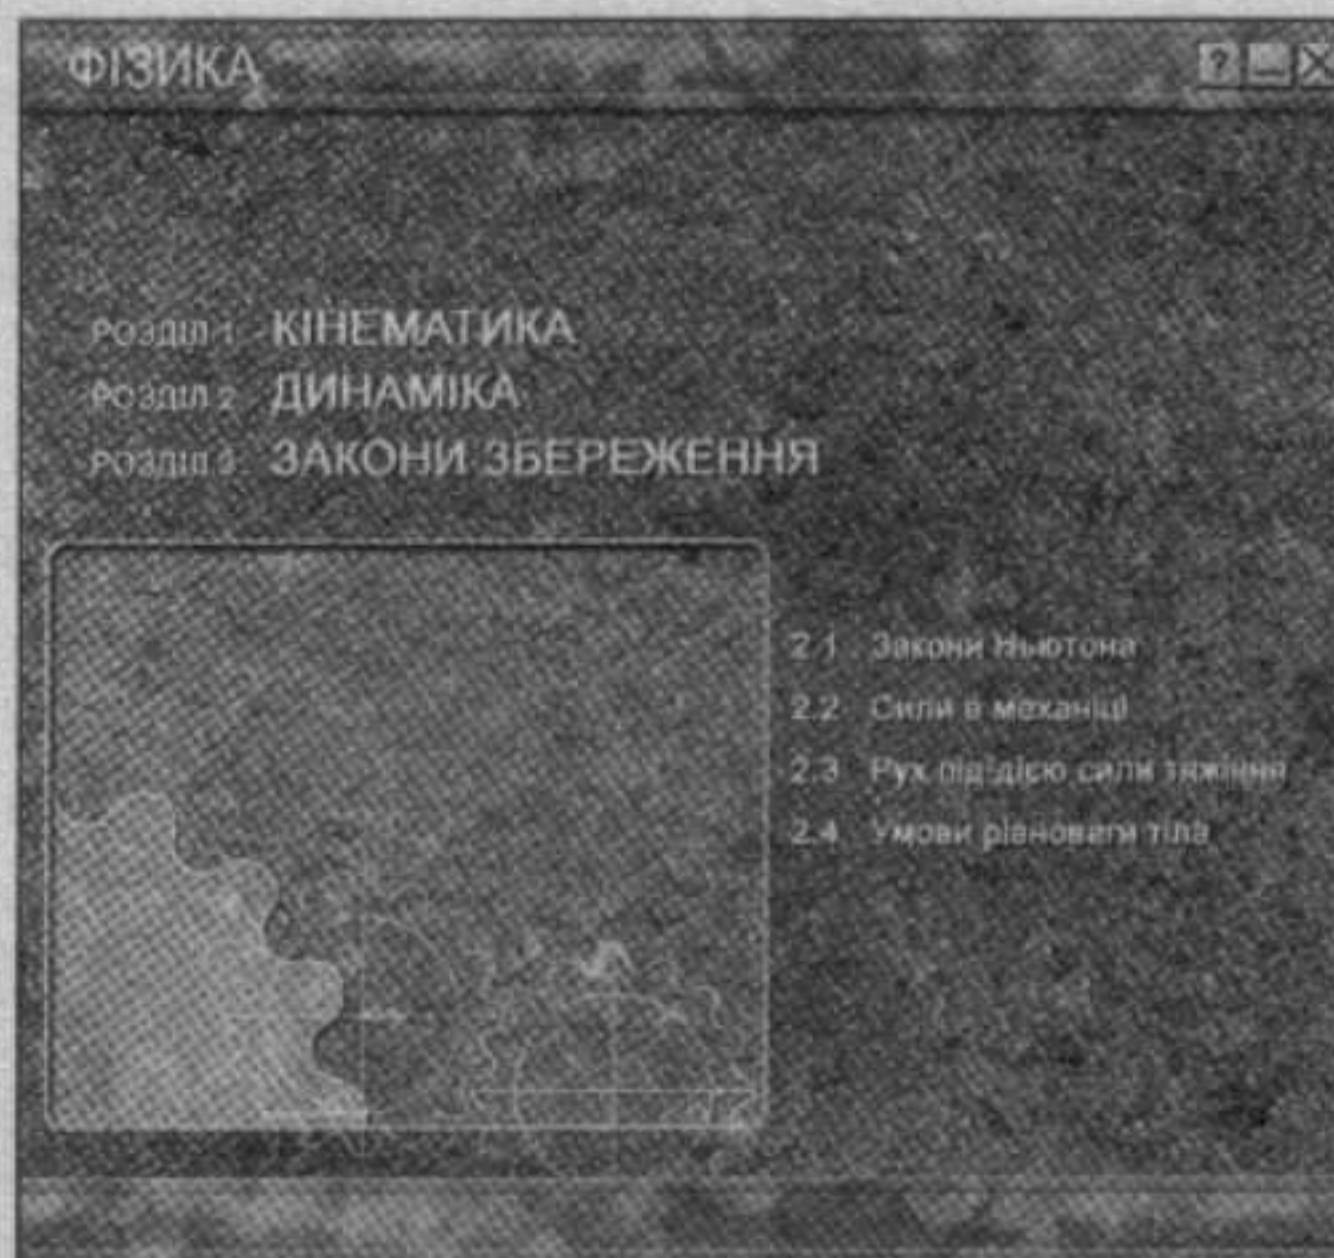 ФІЗИКА
РОЗДІЛ 1 КІНЕМАТИКА
РОЗДІЛ 2 ДИНАМІКА
РОЗДІЛ 3 ЗАКОНИ ЗБЕРЕЖЕННЯ
2.1 Закони Ньютона
2.2 Сили в механіці
2.3 Рух під дією сили тяжіння
2.4 Умови рівноваги тіла